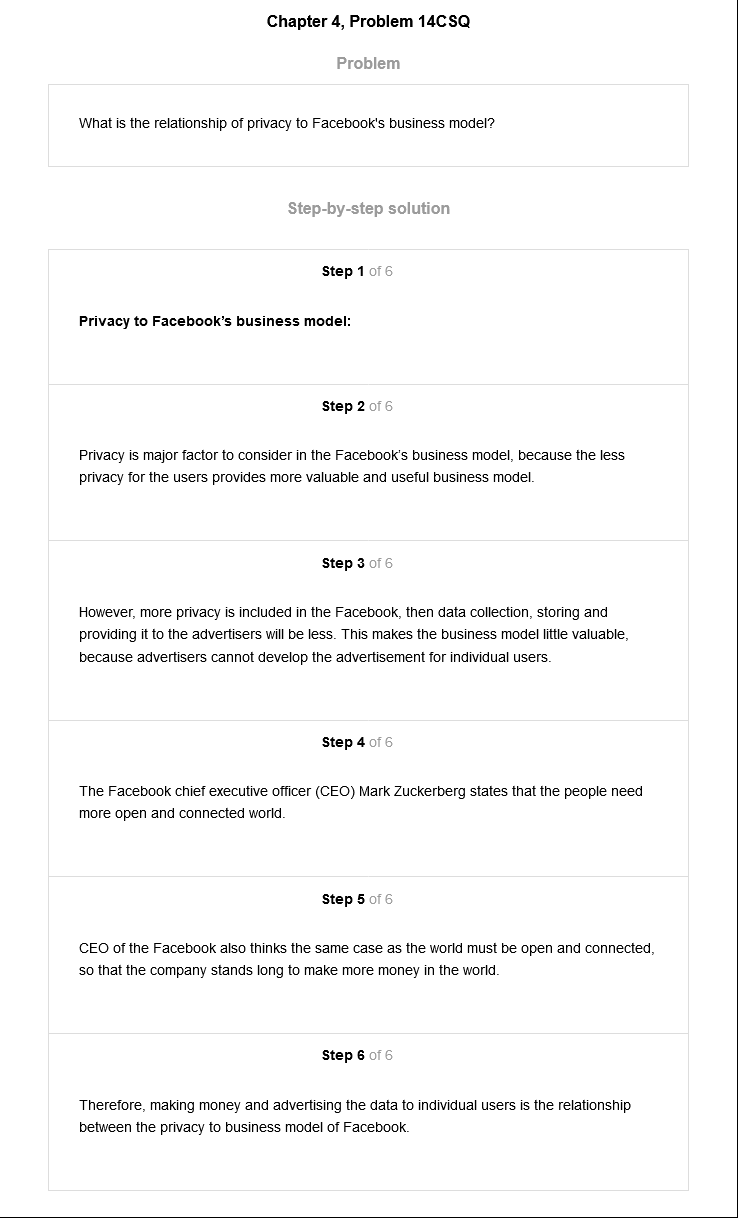 Chapter 4, Problem 14CSQ
Problem
What is the relationship of privacy to Facebook's business model?
Step-by-step solution
Step 1 of 6
Privacy to Facebook’s business model:
Step 2 of 6
Privacy is major factor to consider in the Facebook’s business model, because the less
privacy for the users provides more valuable and useful business model.
Step 3 of 6
However, more privacy is included in the Facebook, then data collection, storing and
providing it to the advertisers will be less. This makes the business model little valuable,
because advertisers cannot develop the advertisement for individual users.
Step 4 of 6
The Facebook chief executive officer (CEO) Mark Zuckerberg states that the people need
more open and connected world.
Step 5 of 6
CEO of the Facebook also thinks the same case as the world must be open and connected,
so that the company stands long to make more money in the world.
Step 6 of 6
Therefore, making money and advertising the data to individual users is the relationship
between the privacy to business model of Facebook.